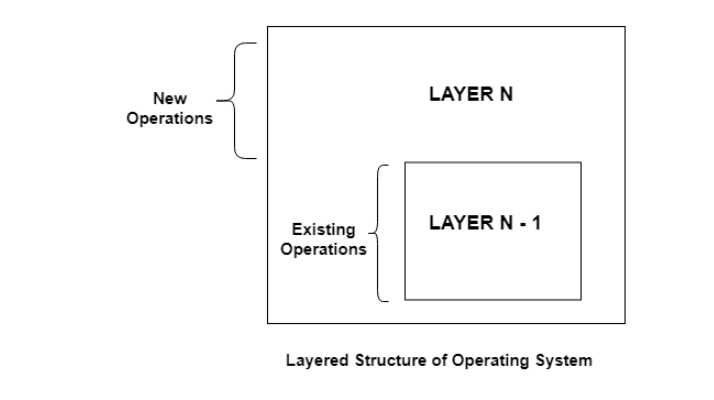 LAYER N
New
Operations
LAYER N - 1
Existing
Operations
Layered Structure of Operating System